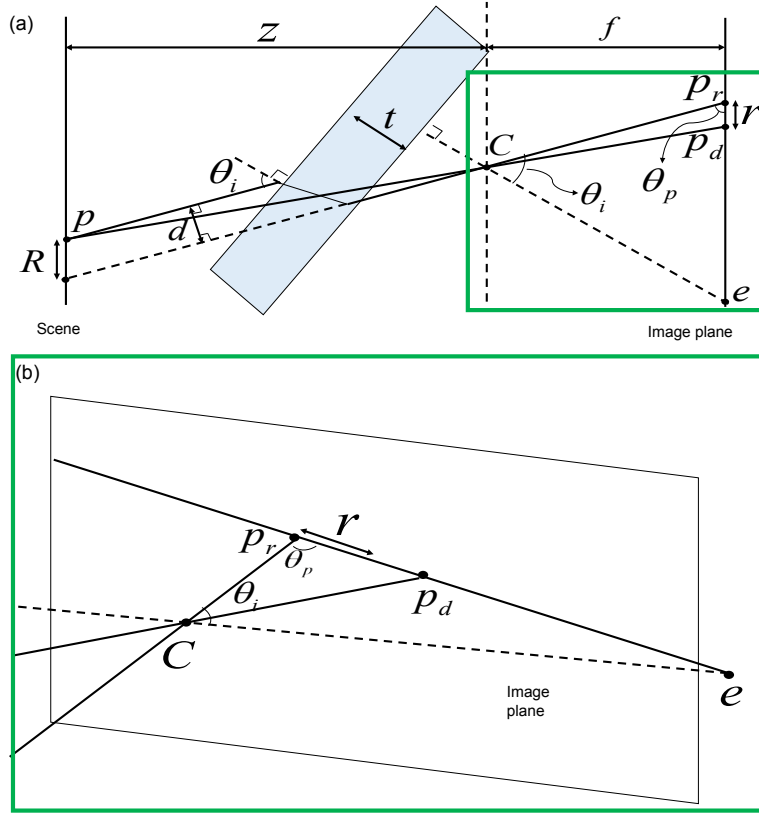 (a)
z
f
t
p_r
r
p_d
C
θ_p
θ_i
θ_i
p
d
R
e
Scene
Image plane
(b)
r
p_r
θ_p
θ_i
p_d
C
e
Image
plane